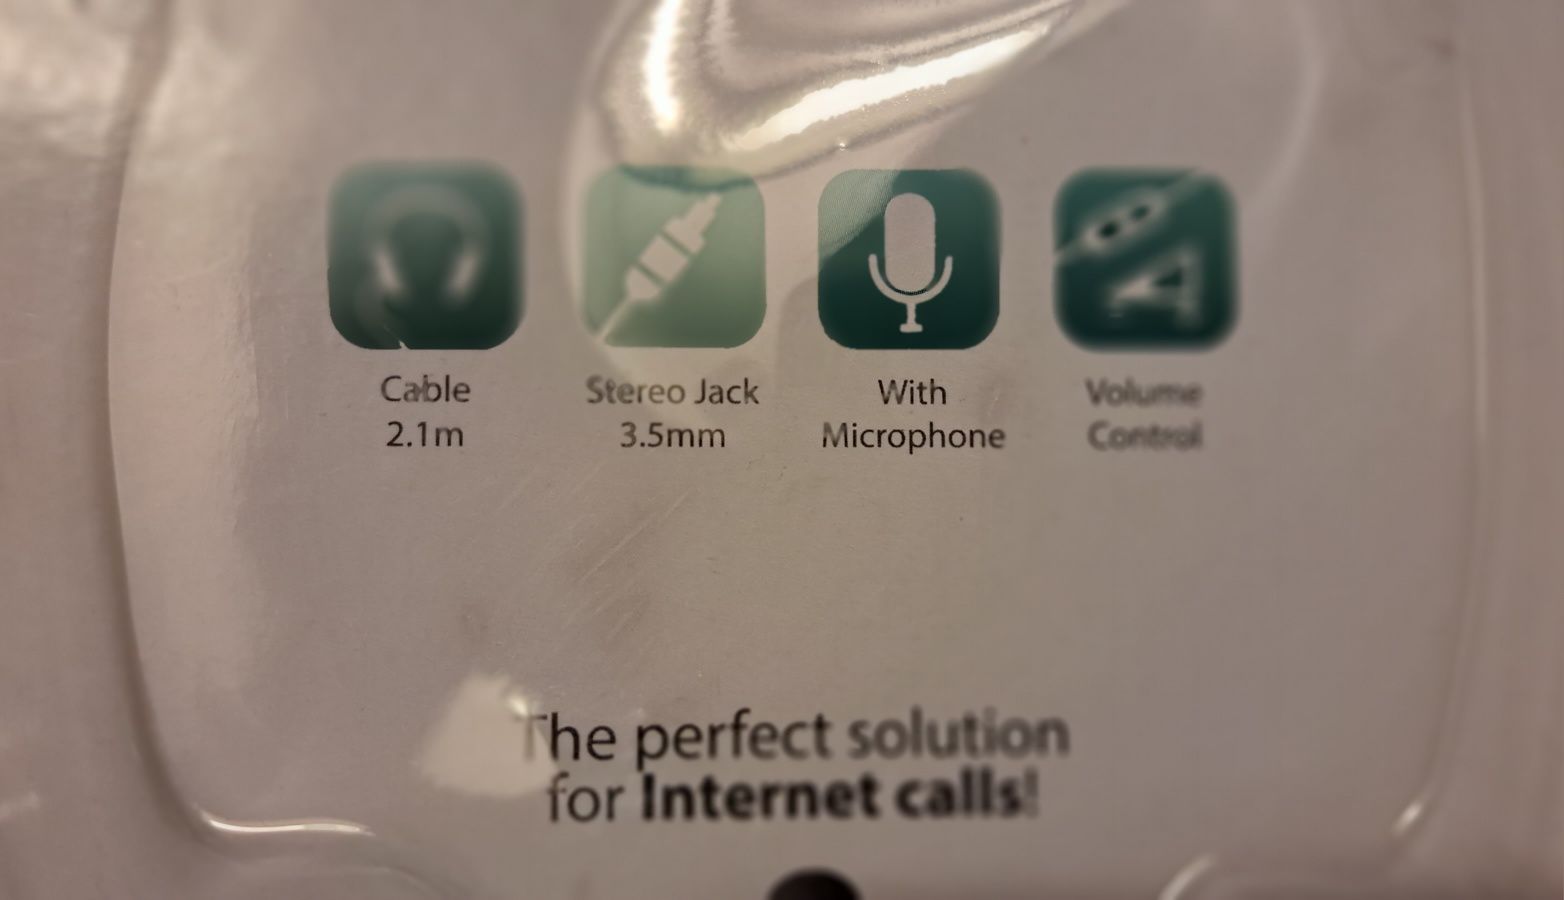 Cable
2.1m
Stereo Jack
3.5mm
With
Microphone
Volume
Control
The perfect solution
for Internet calls!